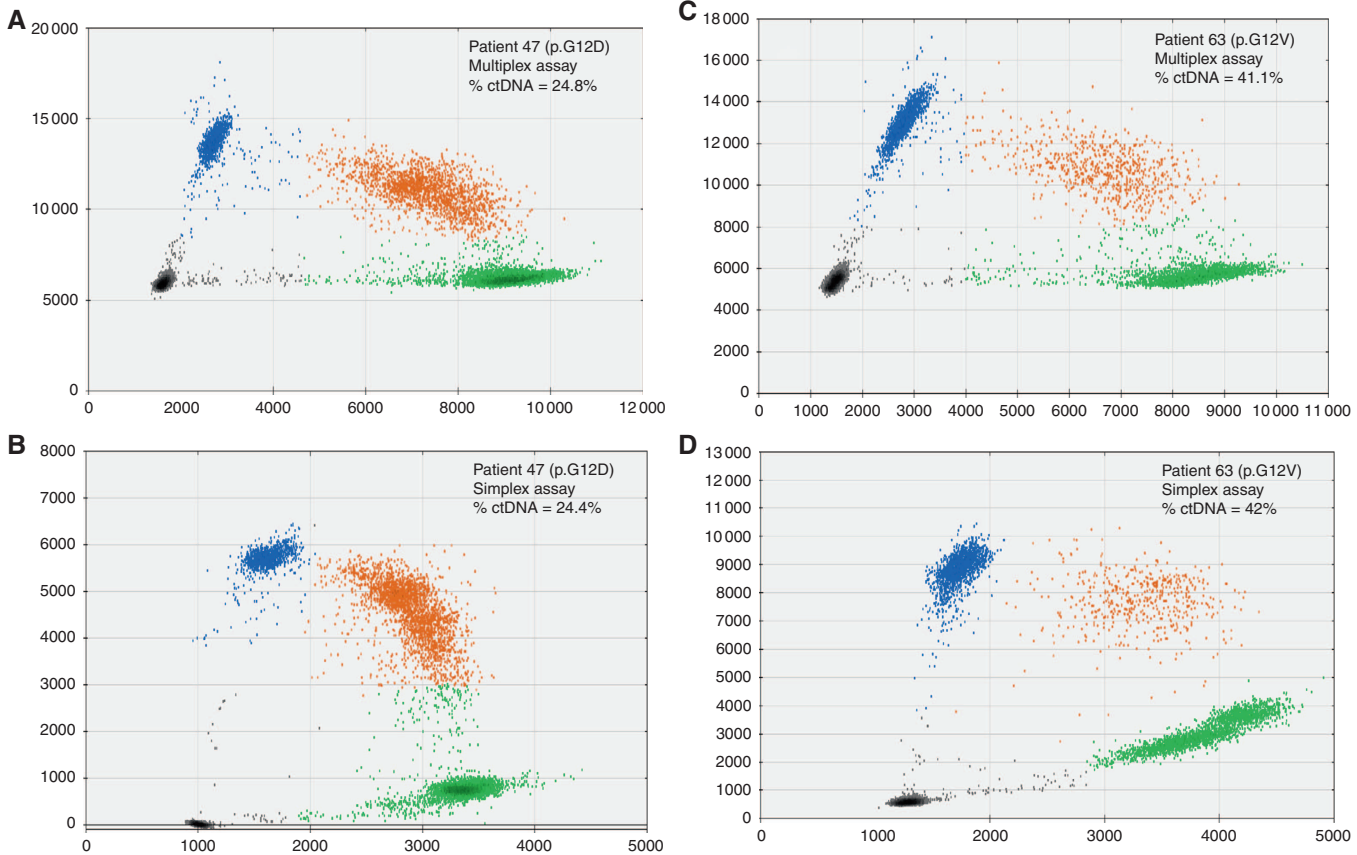 A
20 000
15 000
10 000
5000
0
0 2000 4000 6000 8000 10 000 12 000
Patient 47 (p.G12D)
Multiplex assay
% ctDNA = 24.8%
B
8000
7000
6000
5000
4000
3000
2000
1000
0
0 1000 2000 3000 4000 5000
Patient 47 (p.G12D)
Simplex assay
% ctDNA = 24.4%
C
18 000
16 000
14 000
12 000
10 000
8000
6000
4000
2000
0
0 1000 2000 3000 4000 5000 6000 7000 8000 9000 10 000 11 000
Patient 63 (p.G12V)
Multiplex assay
% ctDNA = 41.1%
D
13 000
12 000
11 000
10 000
9000
8000
7000
6000
5000
4000
3000
2000
1000
0
0 1000 2000 3000 4000 5000
Patient 63 (p.G12V)
Simplex assay
% ctDNA = 42%